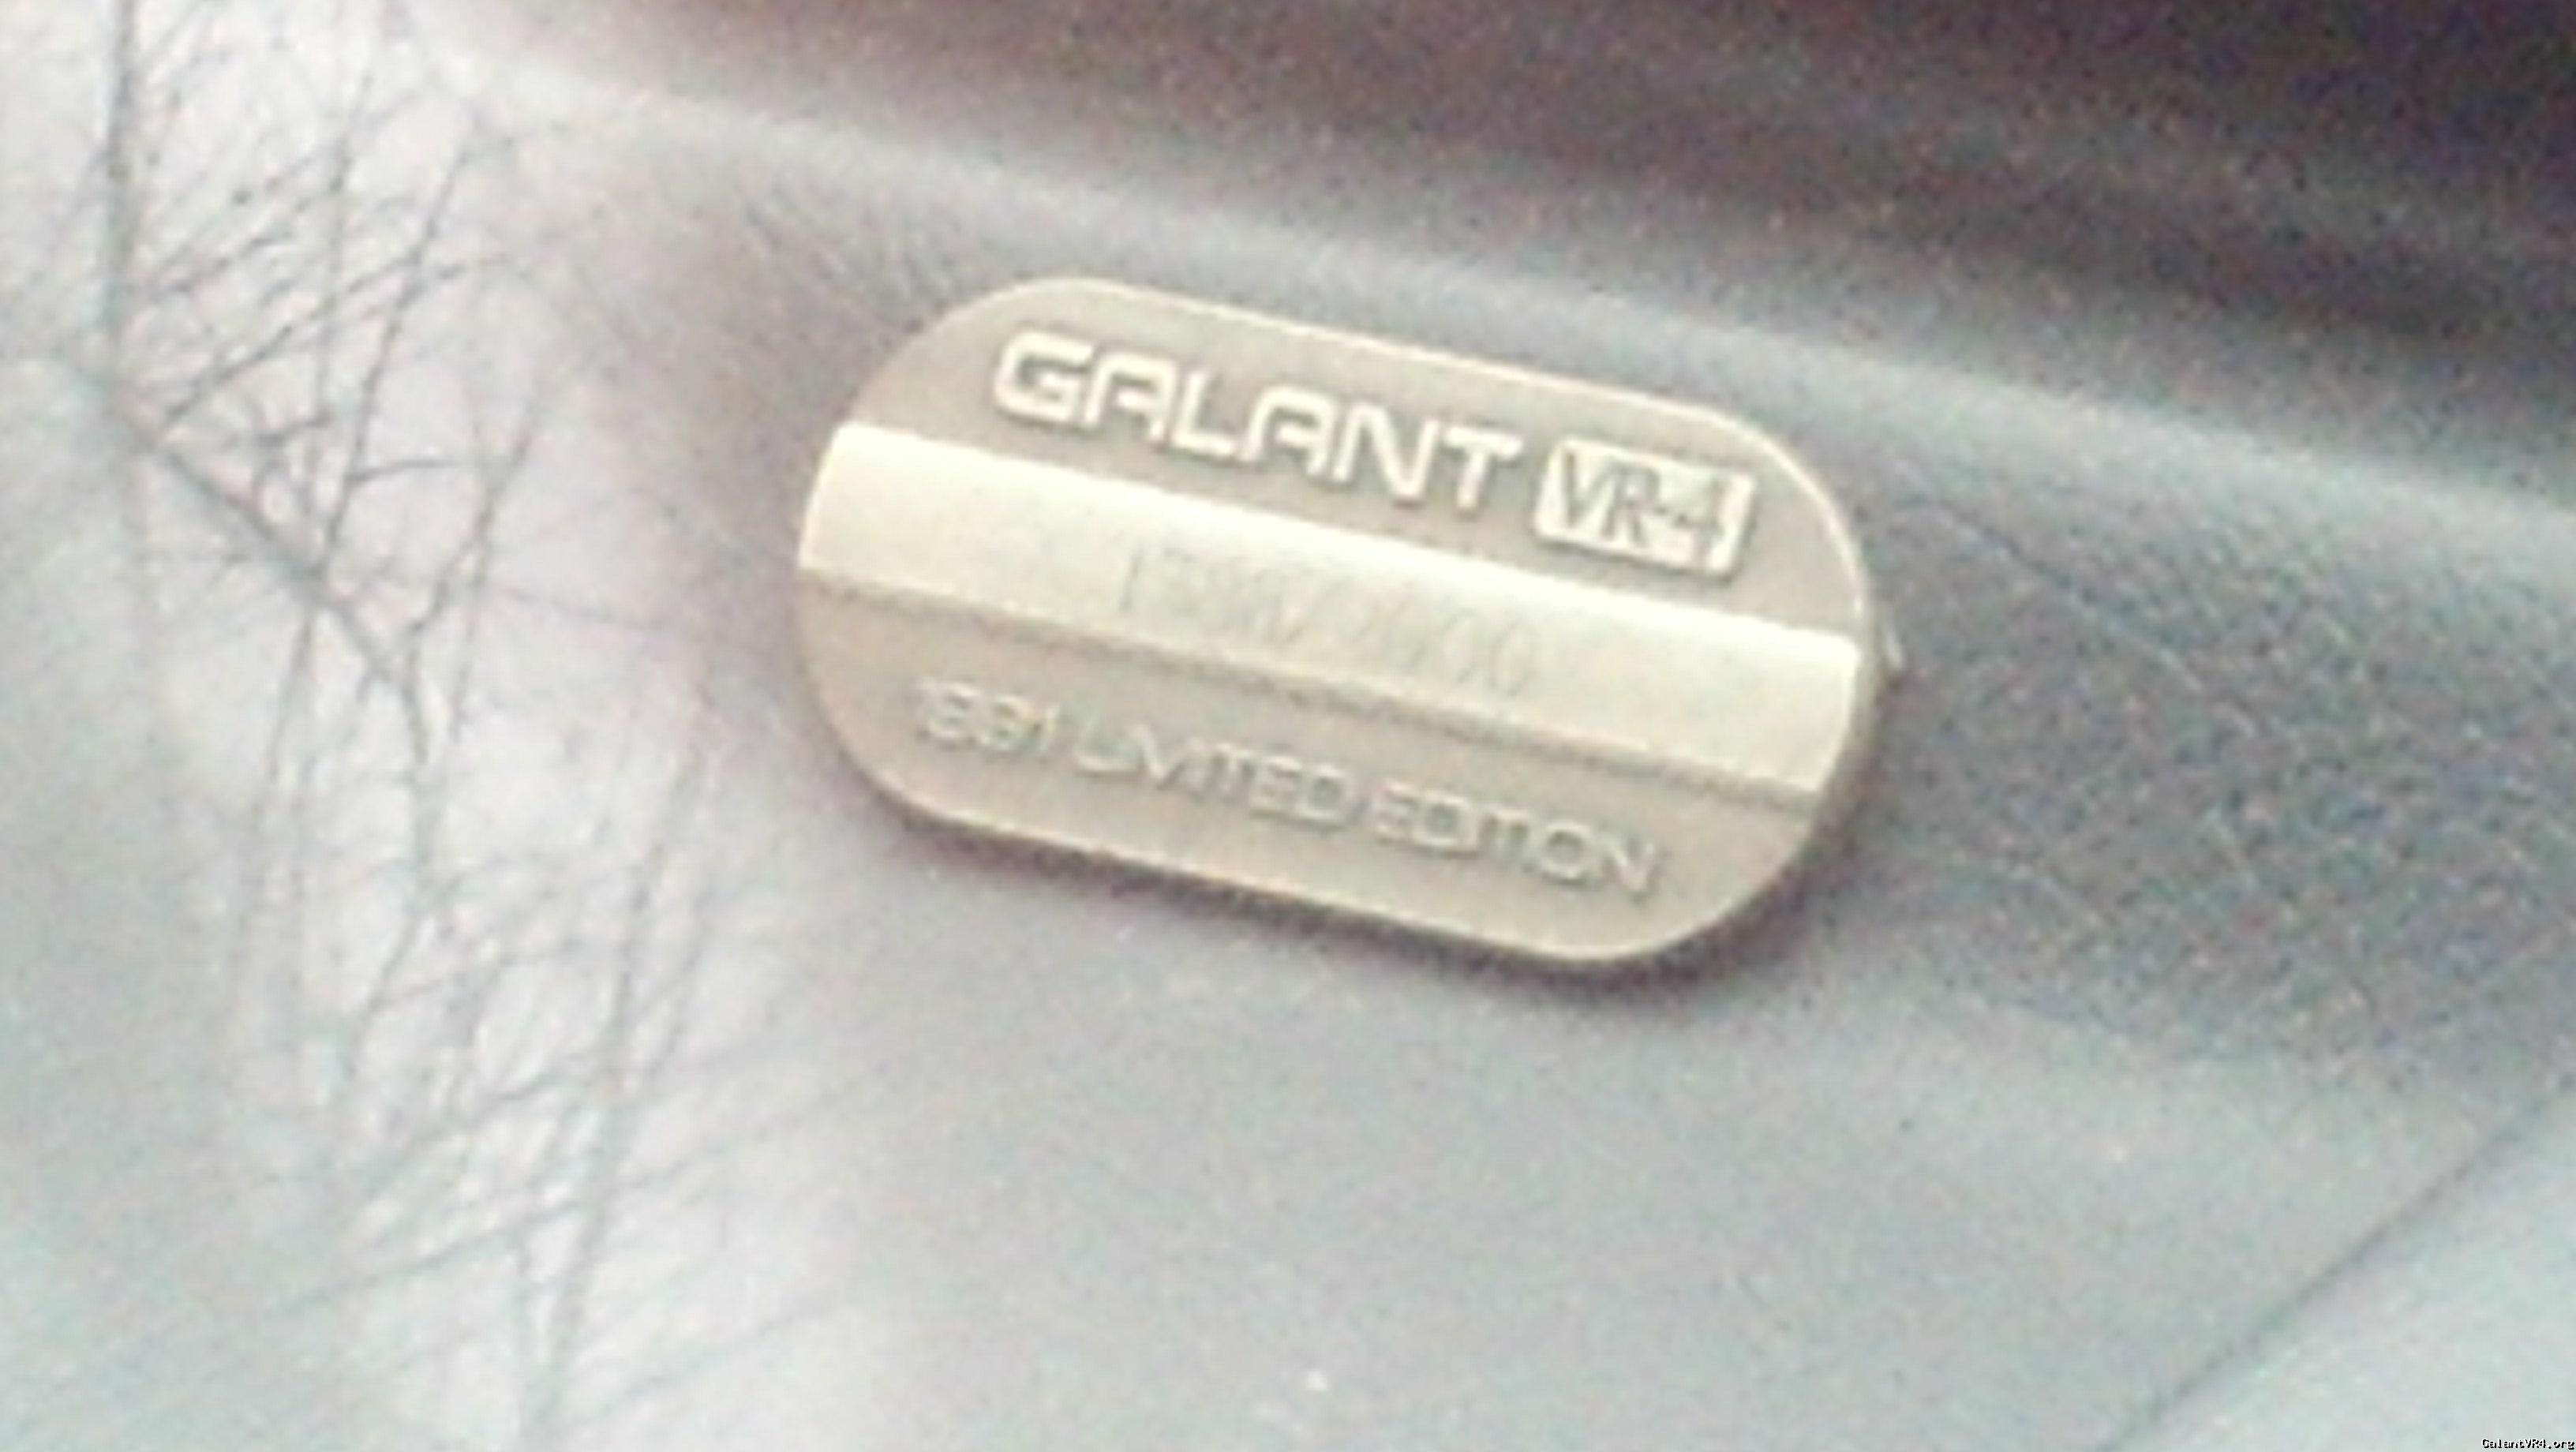 GALANT VR-4
1991 LIMITED EDITION
GalantVR4.org